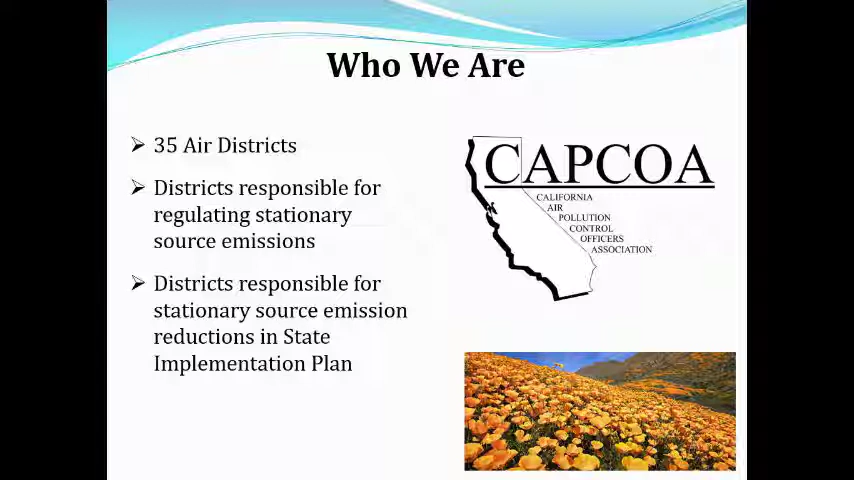 Who We Are
➢ 35 Air Districts
➢ Districts responsible for
regulating stationary
source emissions
➢ Districts responsible for
stationary source emission
reductions in State
Implementation Plan
CAPCOA
CALIFORNIA
AIR
POLLUTION
CONTROL
OFFICERS
ASSOCIATION